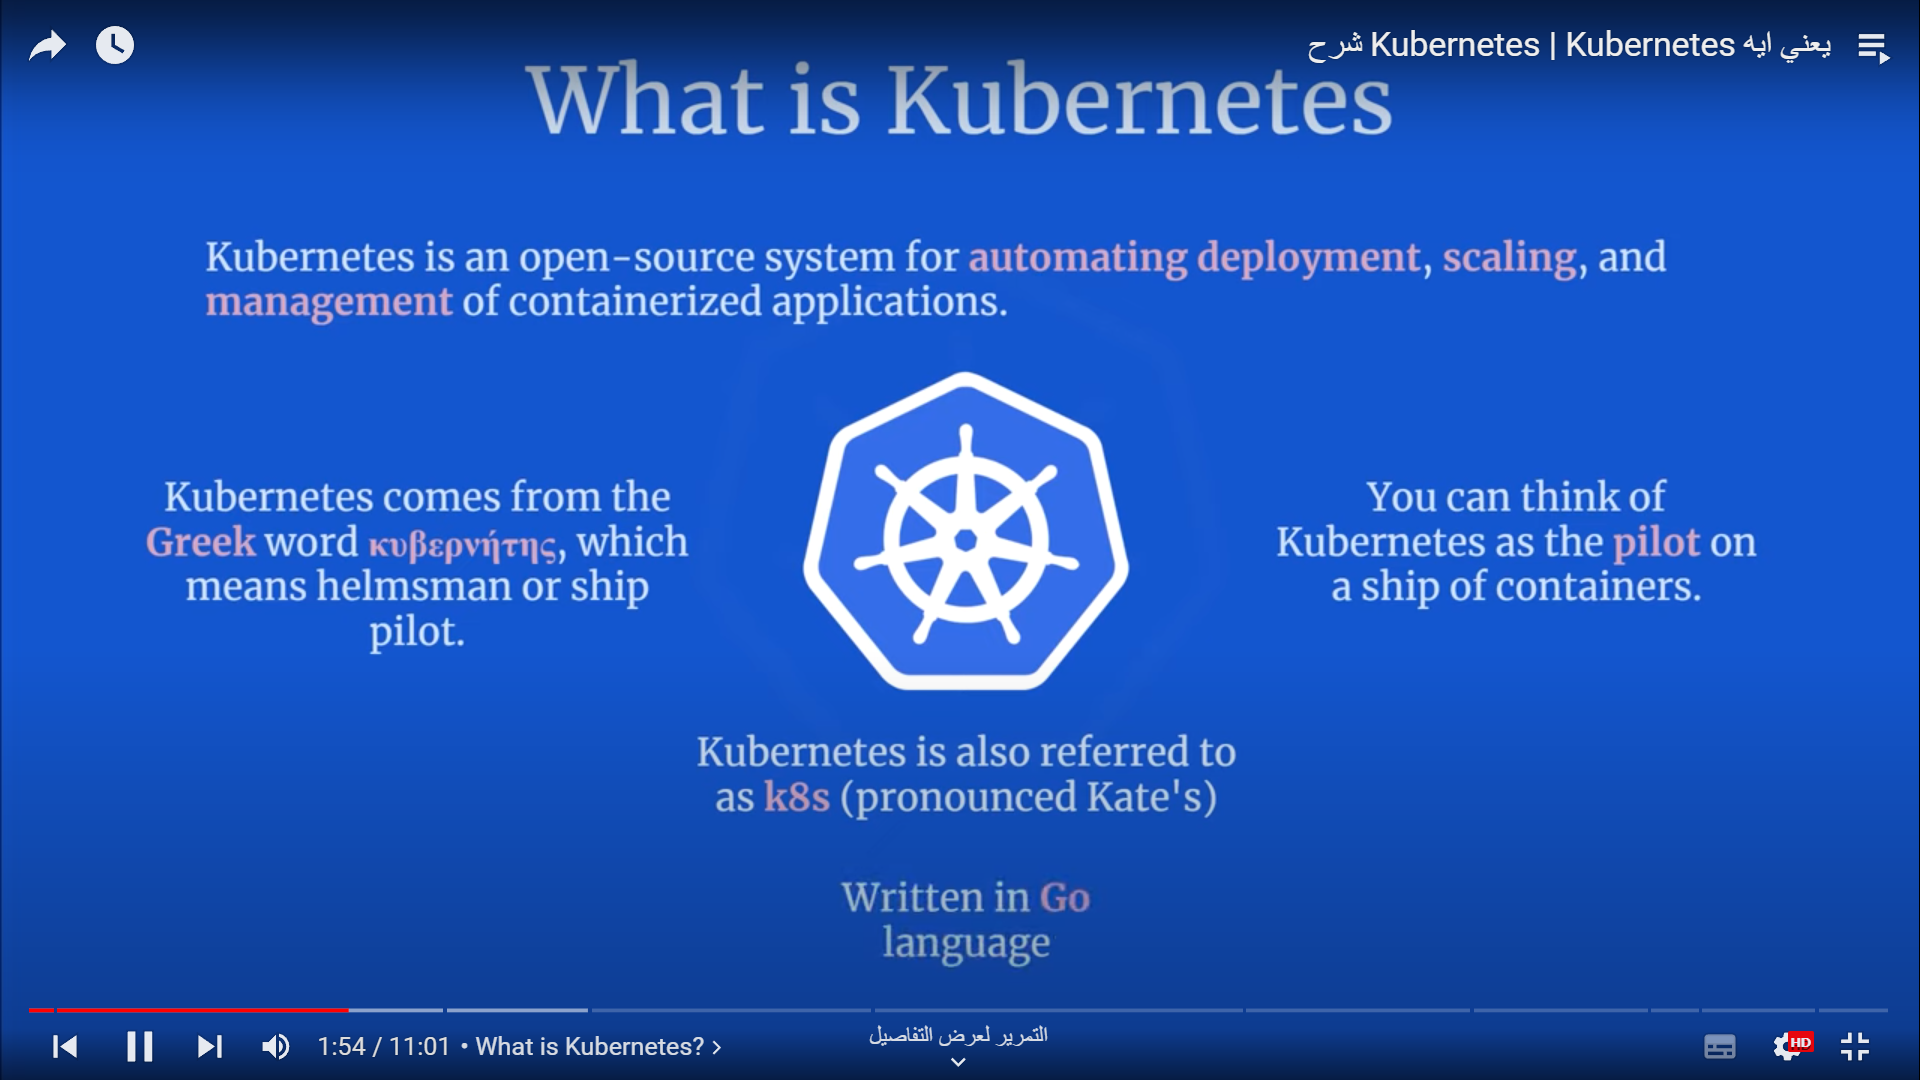 شرح Kubernetes | Kubernetes يعني ايه
What is Kubernetes
Kubernetes is an open-source system for automating deployment, scaling, and
management of containerized applications.
Kubernetes comes from the
Greek word κυβερνήτης, which
means helmsman or ship
pilot.
You can think of
Kubernetes as the pilot on
a ship of containers.
Kubernetes is also referred to
as k8s (pronounced Kate's)
Written in Go
language
1:54 / 11:01 • What is Kubernetes?
التمرير لعرض التفاصيل
HD